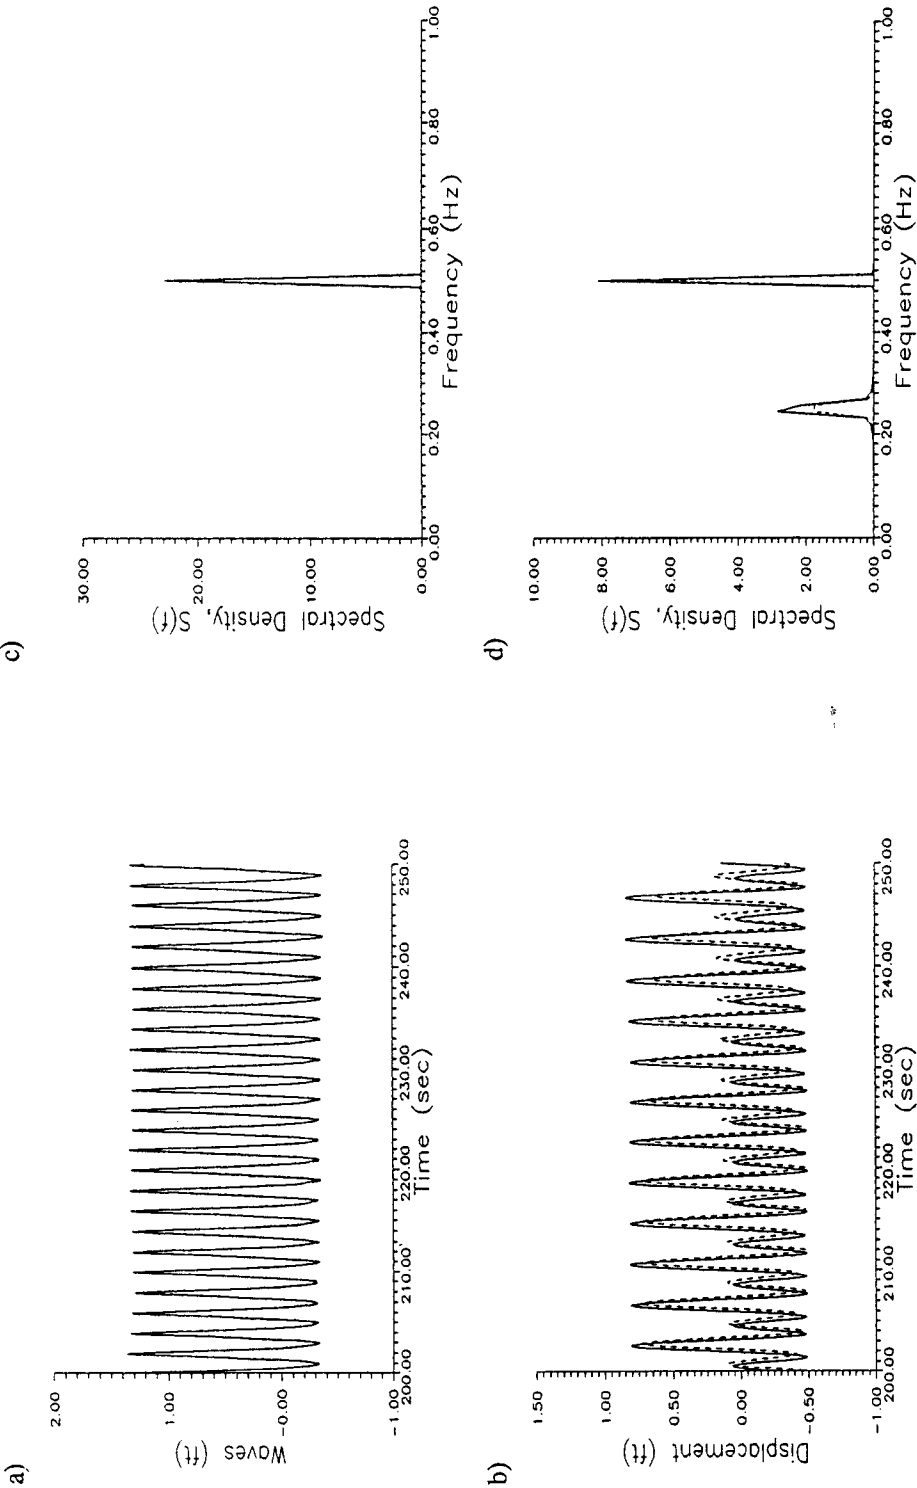 a)
Waves (ft)
2.00
1.00
-0.00
-1.00
200.00 210.00 220.00 230.00 240.00 250.00
Time (sec)
b)
Displacement (ft)
1.50
1.00
0.50
0.00
-0.50
-1.00
200.00 210.00 220.00 230.00 240.00 250.00
Time (sec)
c)
Spectral Density, S(f)
30.00
20.00
10.00
0.00
0.00 0.20 0.40 0.60 0.80 1.00
Frequency (Hz)
d)
Spectral Density, S(f)
10.00
8.00
6.00
4.00
2.00
0.00
0.00 0.20 0.40 0.60 0.80 1.00
Frequency (Hz)